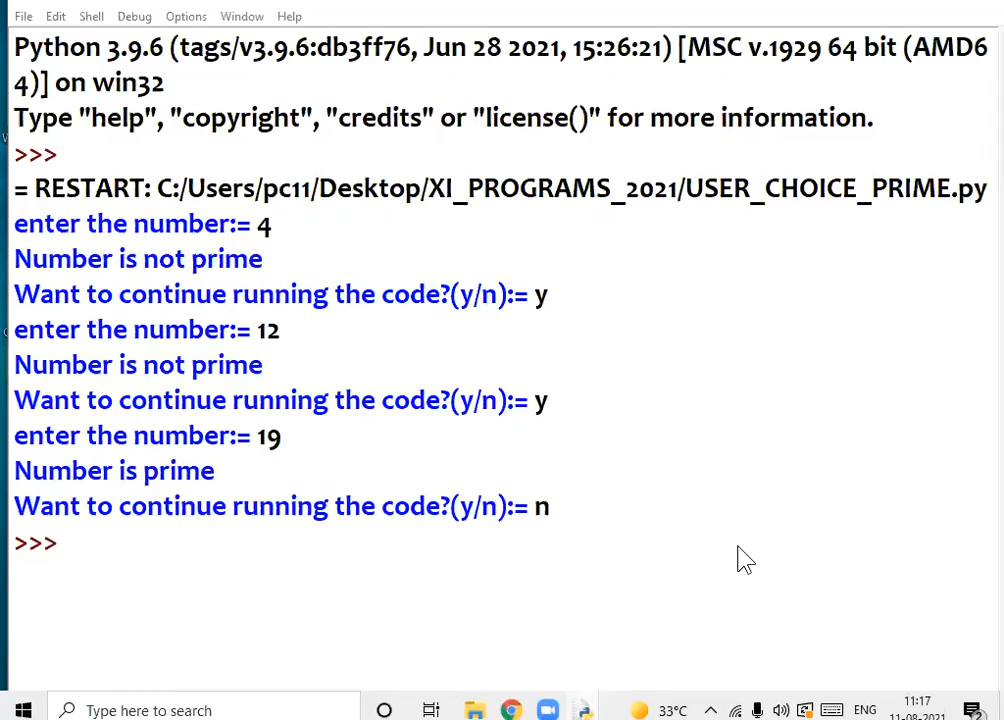 File Edit Shell Debug Options Window Help
Python 3.9.6 (tags/v3.9.6:db3ff76, Jun 28 2021, 15:26:21) [MSC v.1929 64 bit (AMD6
4)] on win32
Type "help", "copyright", "credits" or "license()" for more information.
>>>
= RESTART: C:/Users/pc11/Desktop/XI_PROGRAMS_2021/USER_CHOICE_PRIME.py
enter the number:= 4
Number is not prime
Want to continue running the code?(y/n):= y
enter the number:= 12
Number is not prime
Want to continue running the code?(y/n):= y
enter the number:= 19
Number is prime
Want to continue running the code?(y/n):= n
>>>
Type here to search
33°C
ENG
11:17
11-08-2021